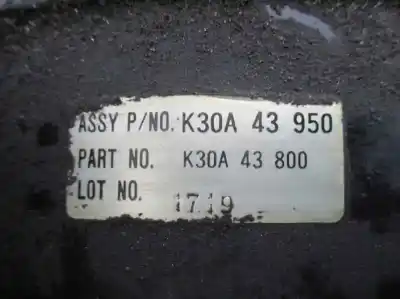 ASSY P/NO. K30A 43 950
PART NO. K30A 43 800
LOT NO. 1719